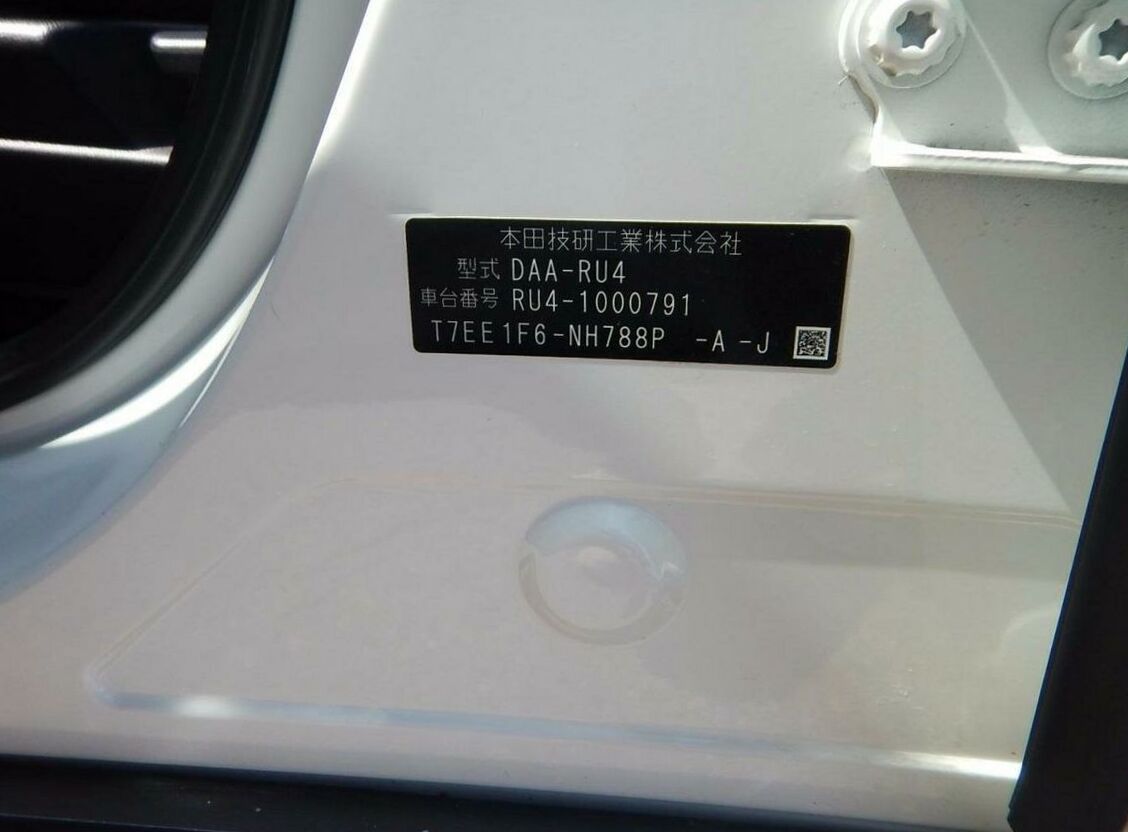 本田技研工業株式会社
型式 DAA-RU4
車台番号 RU4-1000791
T7EE1F6-NH788P -A -J